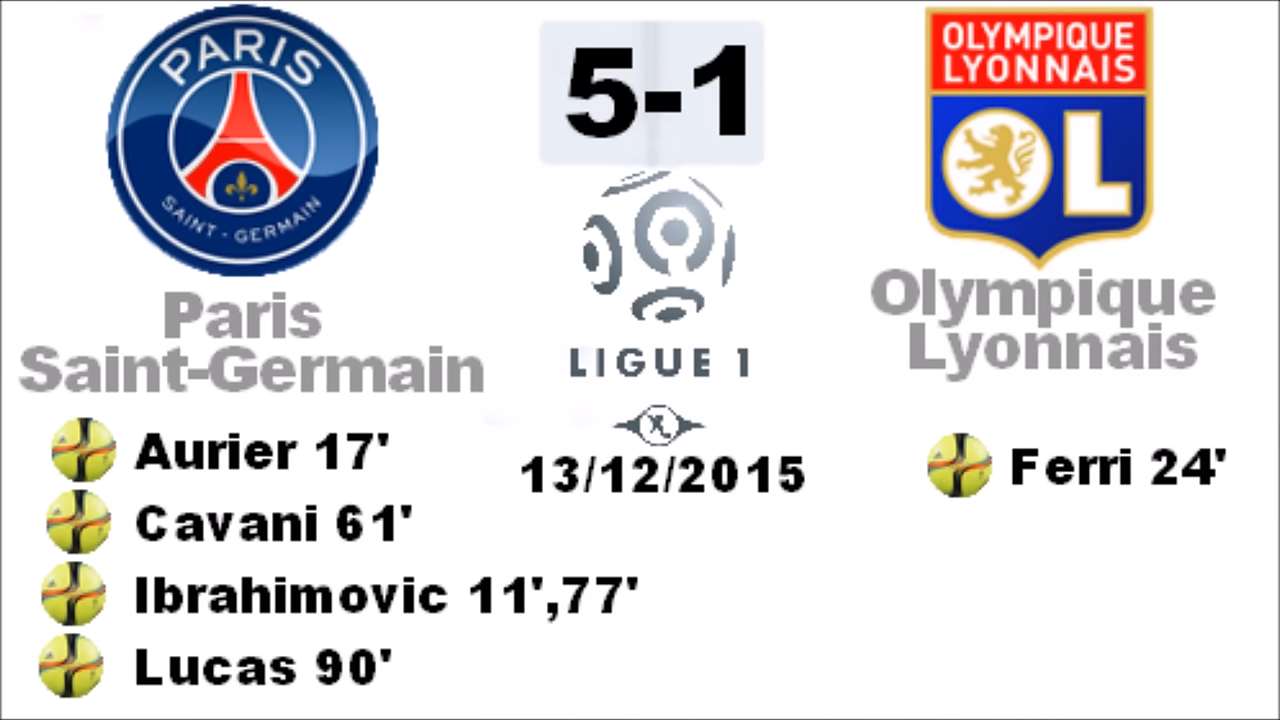 PARIS
SAINT-GERMAIN
5-1
OLYMPIQUE
LYONNAIS
OL
Paris
Saint-Germain
LIGUE 1
Olympique
Lyonnais
13/12/2015
Aurier 17'
Cavani 61'
Ibrahimovic 11',77'
Lucas 90'
Ferri 24'